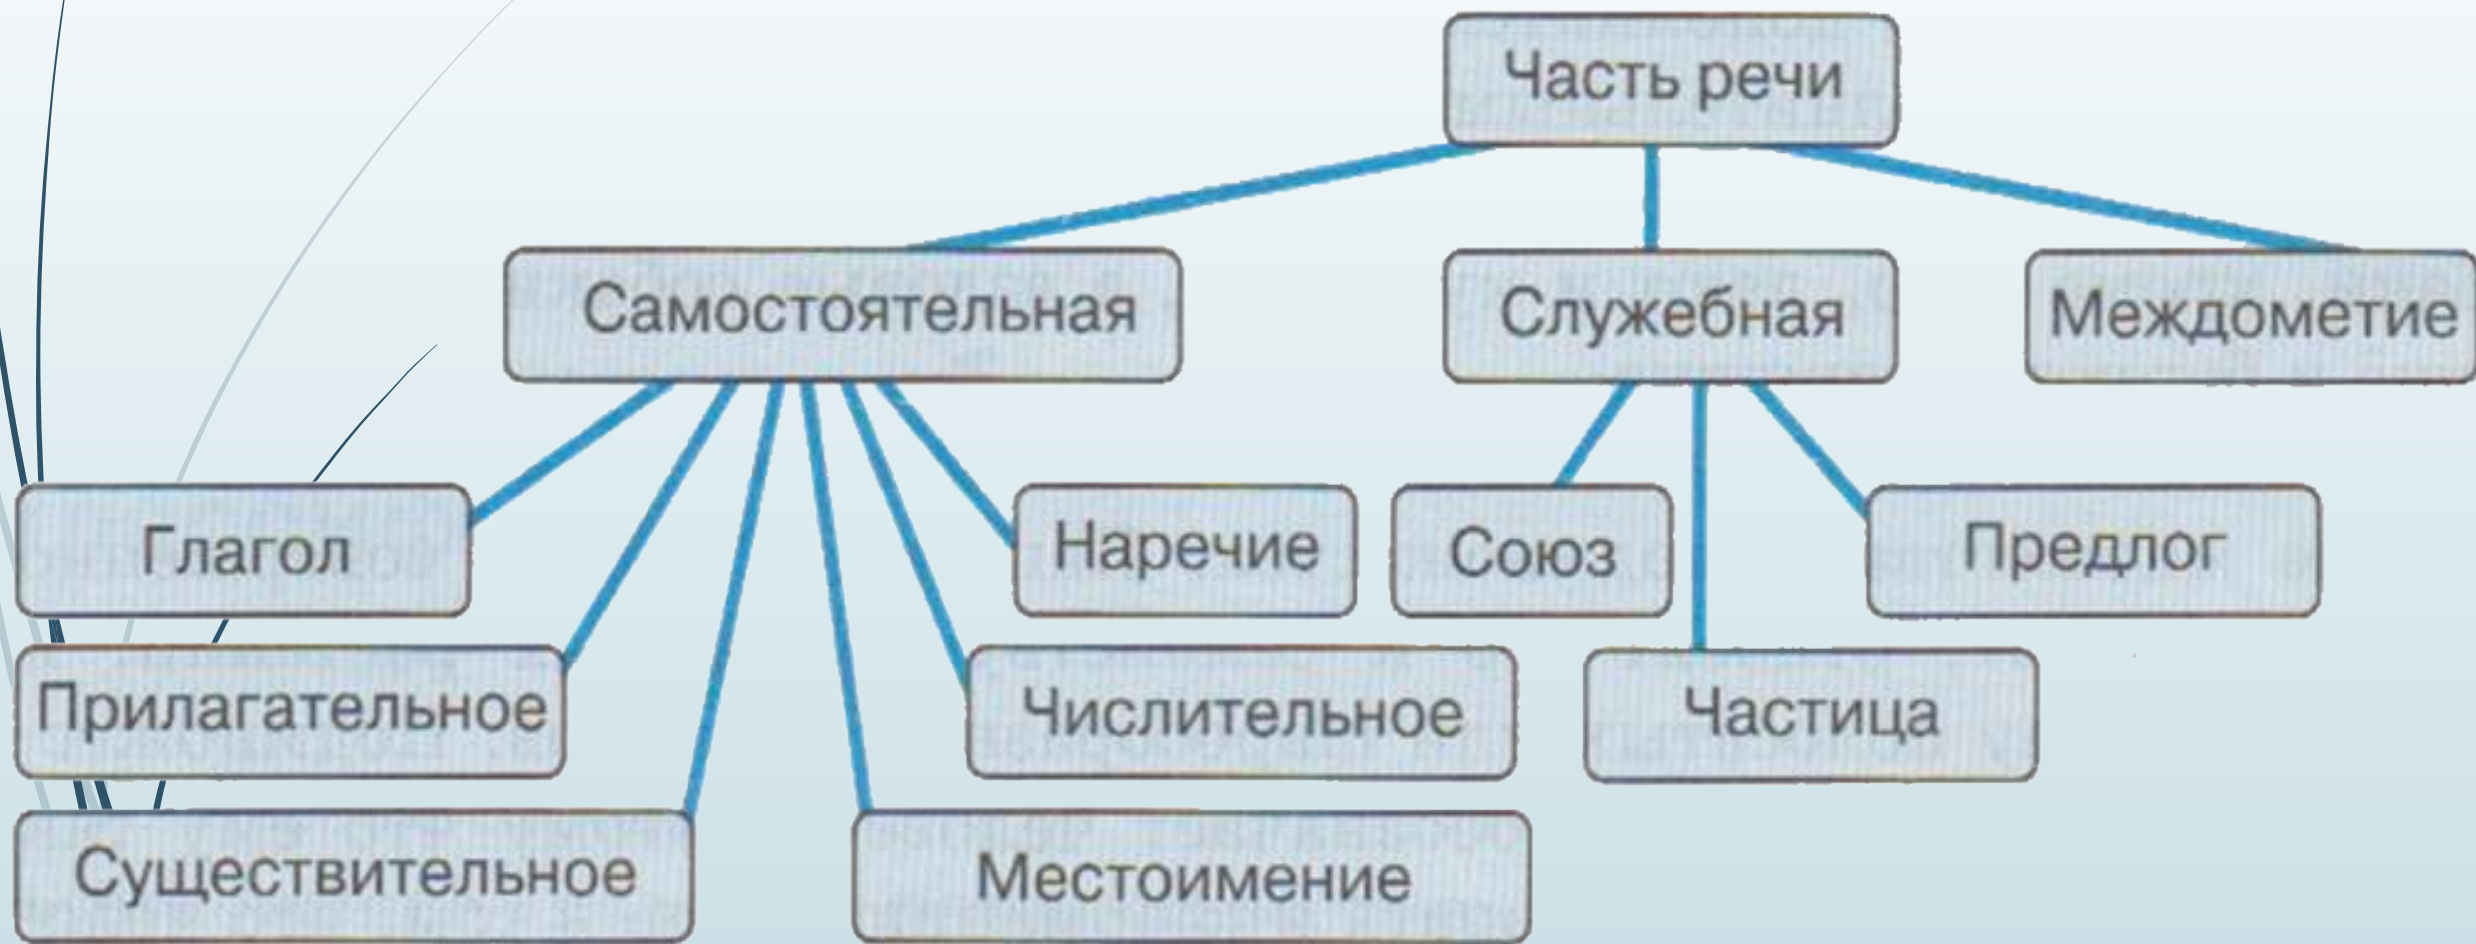 Часть речи
Самостоятельная
Служебная
Междометие
Глагол
Наречие
Союз
Предлог
Прилагательное
Числительное
Частица
Существительное
Местоимение